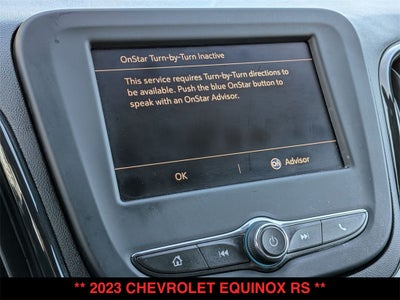 OnStar Turn-by-Turn Inactive
This service requires Turn-by-Turn directions to
be available. Push the blue OnStar button to
speak with an OnStar Advisor.
OK
Advisor
** 2023 CHEVROLET EQUINOX RS **